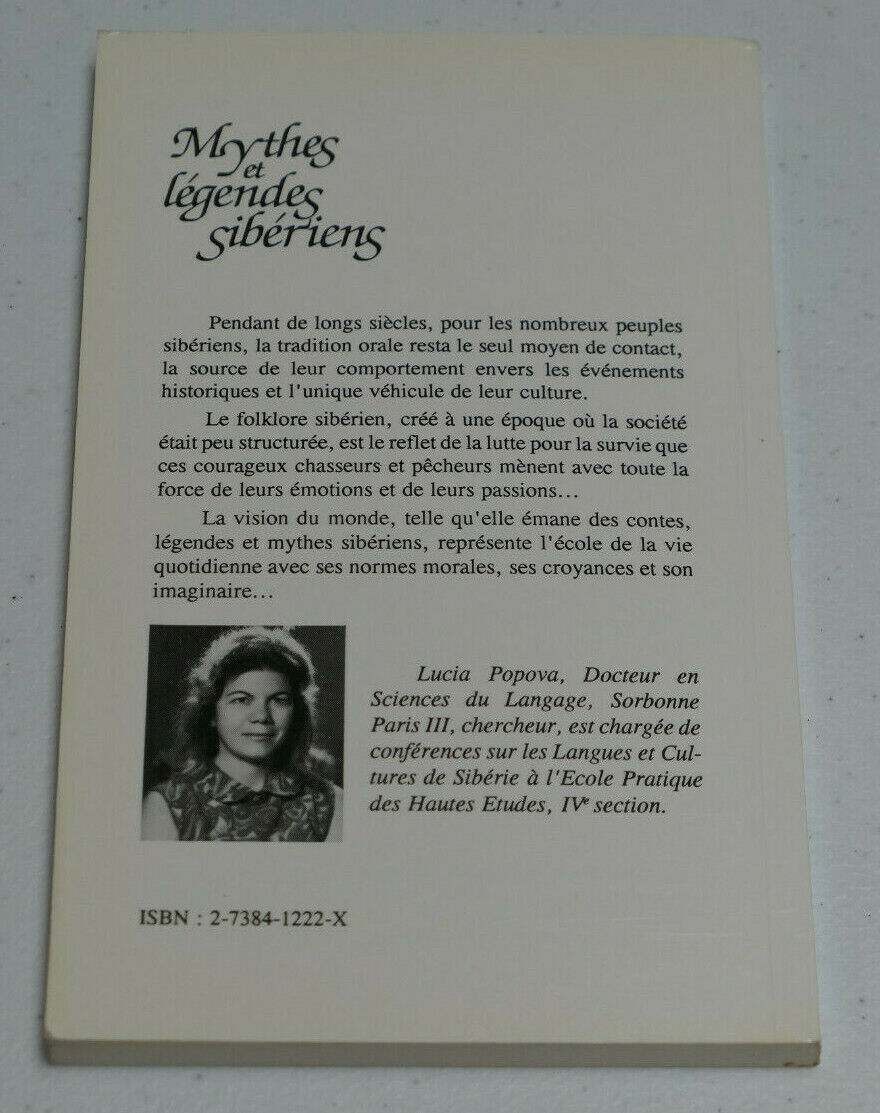 Mythes
et
légendes
sibériens
Pendant de longs siècles, pour les nombreux peuples
sibériens, la tradition orale resta le seul moyen de contact,
la source de leur comportement envers les événements
historiques et l'unique véhicule de leur culture.
Le folklore sibérien, créé à une époque où la société
était peu structurée, est le reflet de la lutte pour la survie que
ces courageux chasseurs et pêcheurs mènent avec toute la
force de leurs émotions et de leurs passions...
La vision du monde, telle qu'elle émane des contes,
légendes et mythes sibériens, représente l'école de la vie
quotidienne avec ses normes morales, ses croyances et son
imaginaire...
Lucia Popova, Docteur en
Sciences du Langage, Sorbonne
Paris III, chercheur, est chargée de
conférences sur les Langues et Cul-
tures de Sibérie à l'Ecole Pratique
des Hautes Etudes, IVe section.
ISBN : 2-7384-1222-X